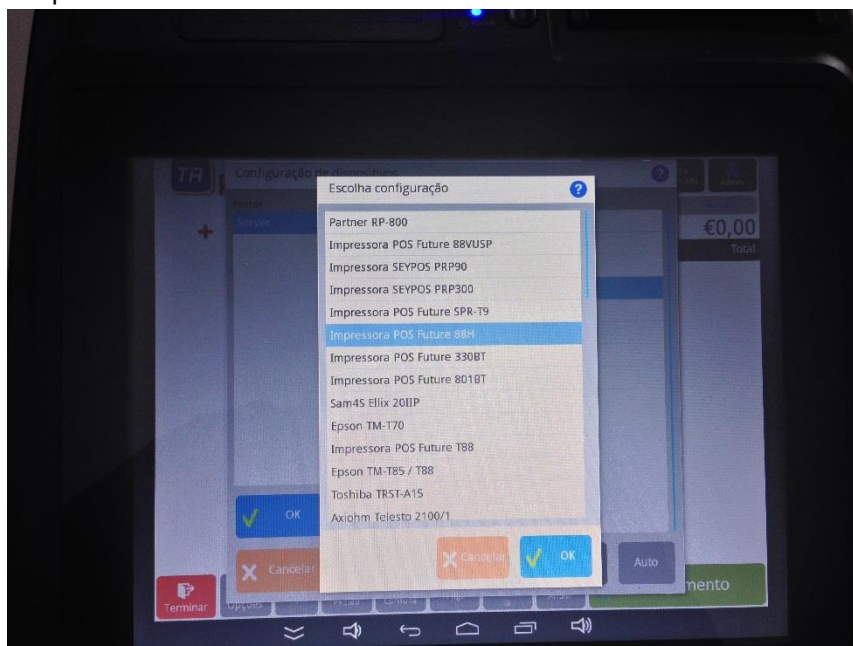 TA
Configuração de dispositivos
Escolha configuração
?
?
Server
€0,00
Total
Partner RP-800
Impressora POS Future 88VUSP
Impressora SEYPOS PRP90
Impressora SEYPOS PRP300
Impressora POS Future SPR-T9
Impressora POS Future 88H
Impressora POS Future 330BT
Impressora POS Future 801BT
Sam4S Ellix 20IIP
Epson TM-T70
Impressora POS Future T88
Epson TM-T85 / T88
Toshiba TRST-A15
Axiohm Telesto 2100/1
OK
Cancelar
OK
Cancelar
Auto
Terminar
Opções
mento